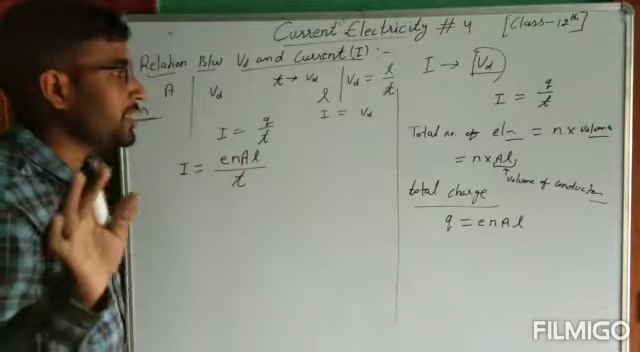 Current Electricity # 4 [Class-12th]
Relation B/w Vd and Current (I) :-
A Vd t → vd Vd = l/t
l I = vd
I = q/t
I = enAl/t
I → Vd
I = q/t
Total no. of eln = n × volume
= n × Al
↑ volume of conductor
total charge
q = enAl
FILMIGO